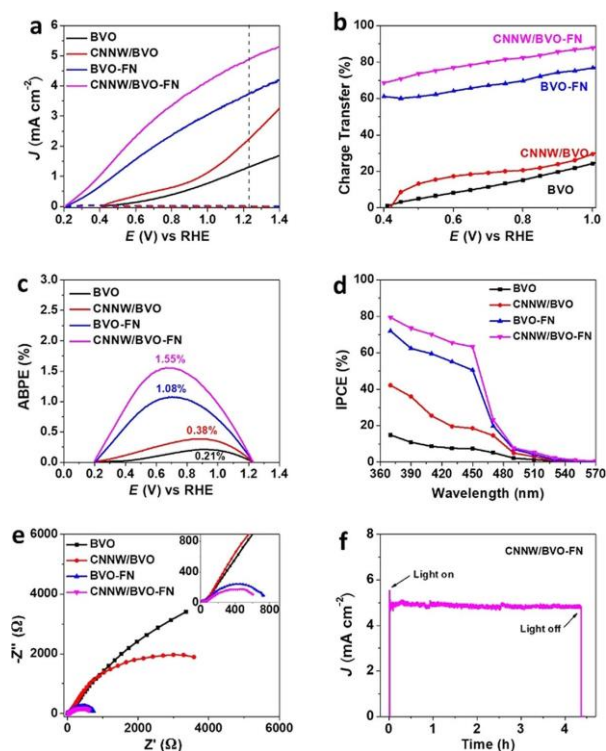 a
BVO
CNNW/BVO
BVO-FN
CNNW/BVO-FN
6
5
4
3
2
1
0
J (mA cm⁻²)
0.2 0.4 0.6 0.8 1.0 1.2 1.4
E (V) vs RHE
b
CNNW/BVO-FN
BVO-FN
CNNW/BVO
BVO
100
80
60
40
20
0
Charge Transfer (%)
0.4 0.6 0.8 1.0
E (V) vs RHE
c
BVO
CNNW/BVO
BVO-FN
CNNW/BVO-FN
1.55%
1.08%
0.38%
0.21%
3.0
2.5
2.0
1.5
1.0
0.5
0.0
ABPE (%)
0.0 0.2 0.4 0.6 0.8 1.0 1.2 1.4
E (V) vs RHE
d
BVO
CNNW/BVO
BVO-FN
CNNW/BVO-FN
100
80
60
40
20
0
IPCE (%)
360 390 420 450 480 510 540 570
Wavelength (nm)
e
BVO
CNNW/BVO
BVO-FN
CNNW/BVO-FN
800
400
0
0 400 800
6000
4000
2000
0
-Z'' (Ω)
0 2000 4000 6000
Z' (Ω)
f
CNNW/BVO-FN
Light on
Light off
8
6
4
2
0
J (mA cm⁻²)
0 1 2 3 4
Time (h)